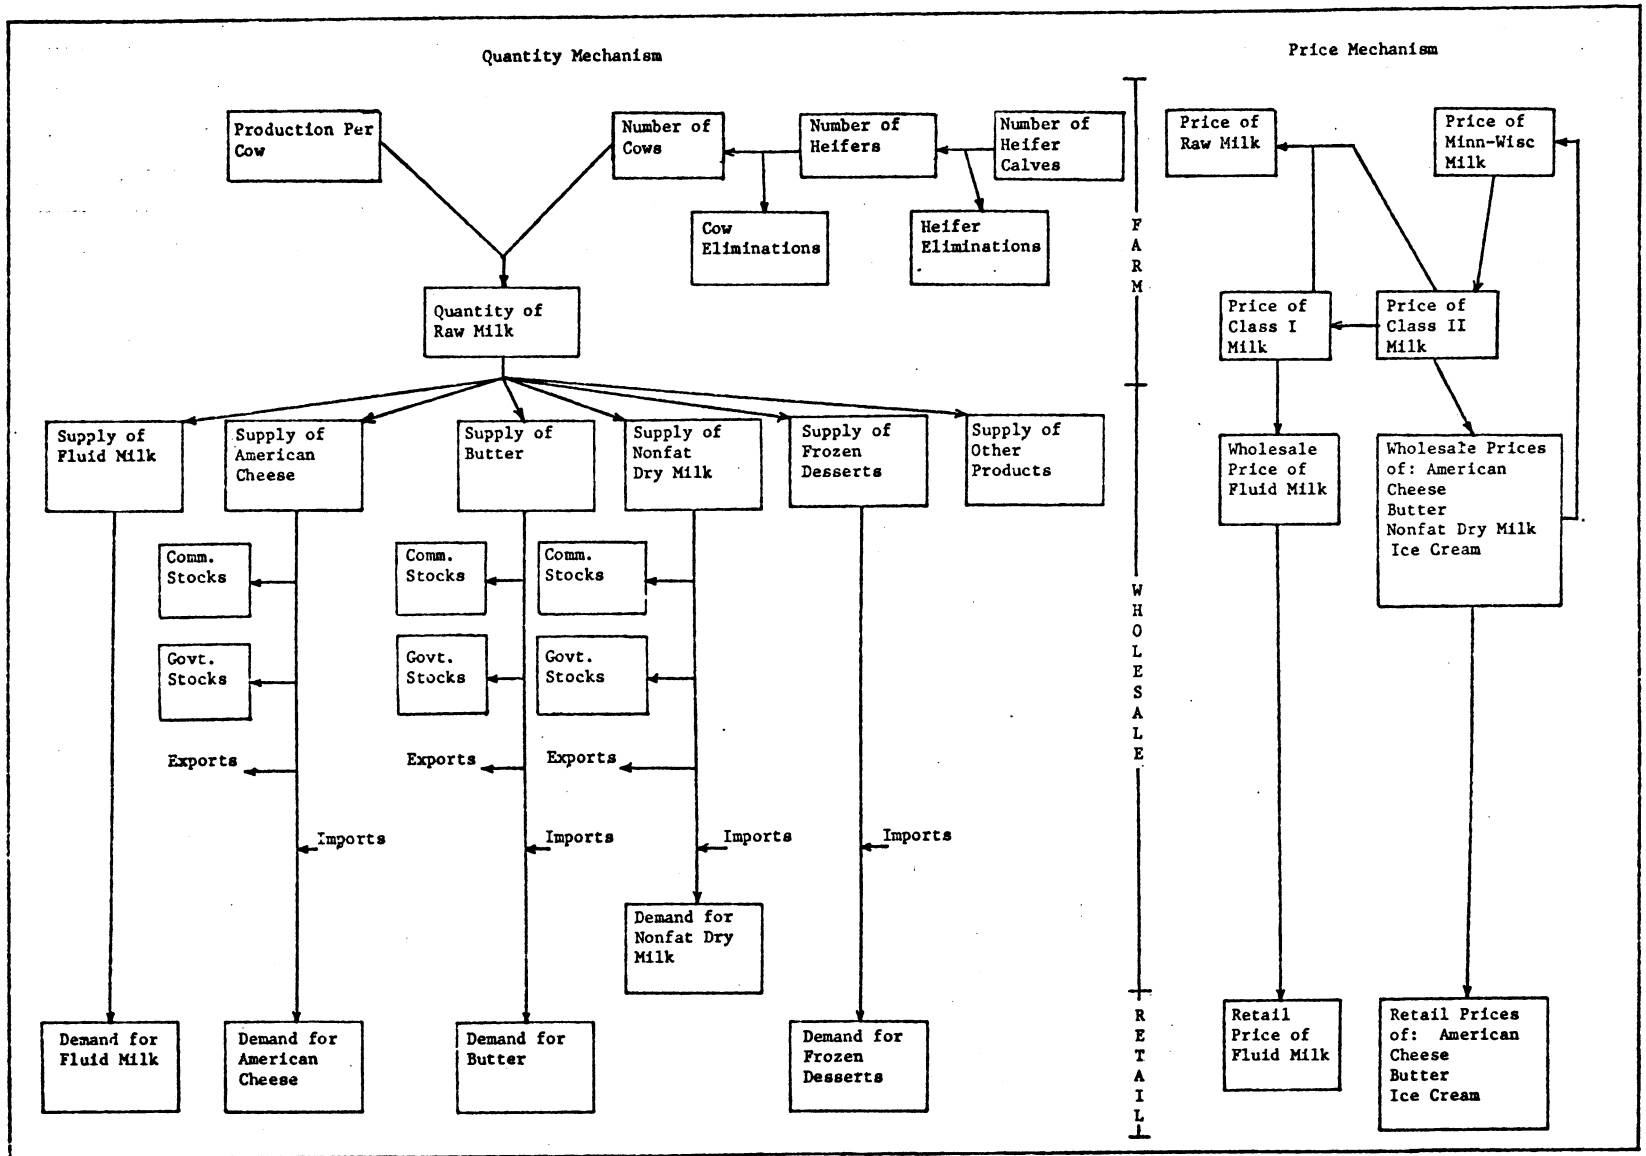 Quantity Mechanism
Price Mechanism
Production Per
Cow
Number of
Cows
Number of
Heifers
Number of
Heifer
Calves
Cow
Eliminations
Heifer
Eliminations
Quantity of
Raw Milk
Supply of
Fluid Milk
Supply of
American
Cheese
Supply of
Butter
Supply of
Nonfat
Dry Milk
Supply of
Frozen
Desserts
Supply of
Other
Products
Comm.
Stocks
Comm.
Stocks
Comm.
Stocks
Govt.
Stocks
Govt.
Stocks
Govt.
Stocks
Exports
Exports
Exports
Imports
Imports
Imports
Imports
Demand for
Nonfat Dry
Milk
Demand for
Fluid Milk
Demand for
American
Cheese
Demand for
Butter
Demand for
Frozen
Desserts
FARM
WHOLESALE
RETAIL
Price of
Raw Milk
Price of
Minn-Wisc
Milk
Price of
Class I
Milk
Price of
Class II
Milk
Wholesale
Price of
Fluid Milk
Wholesale Prices
of: American
Cheese
Butter
Nonfat Dry Milk
Ice Cream
Retail
Price of
Fluid Milk
Retail Prices
of: American
Cheese
Butter
Ice Cream